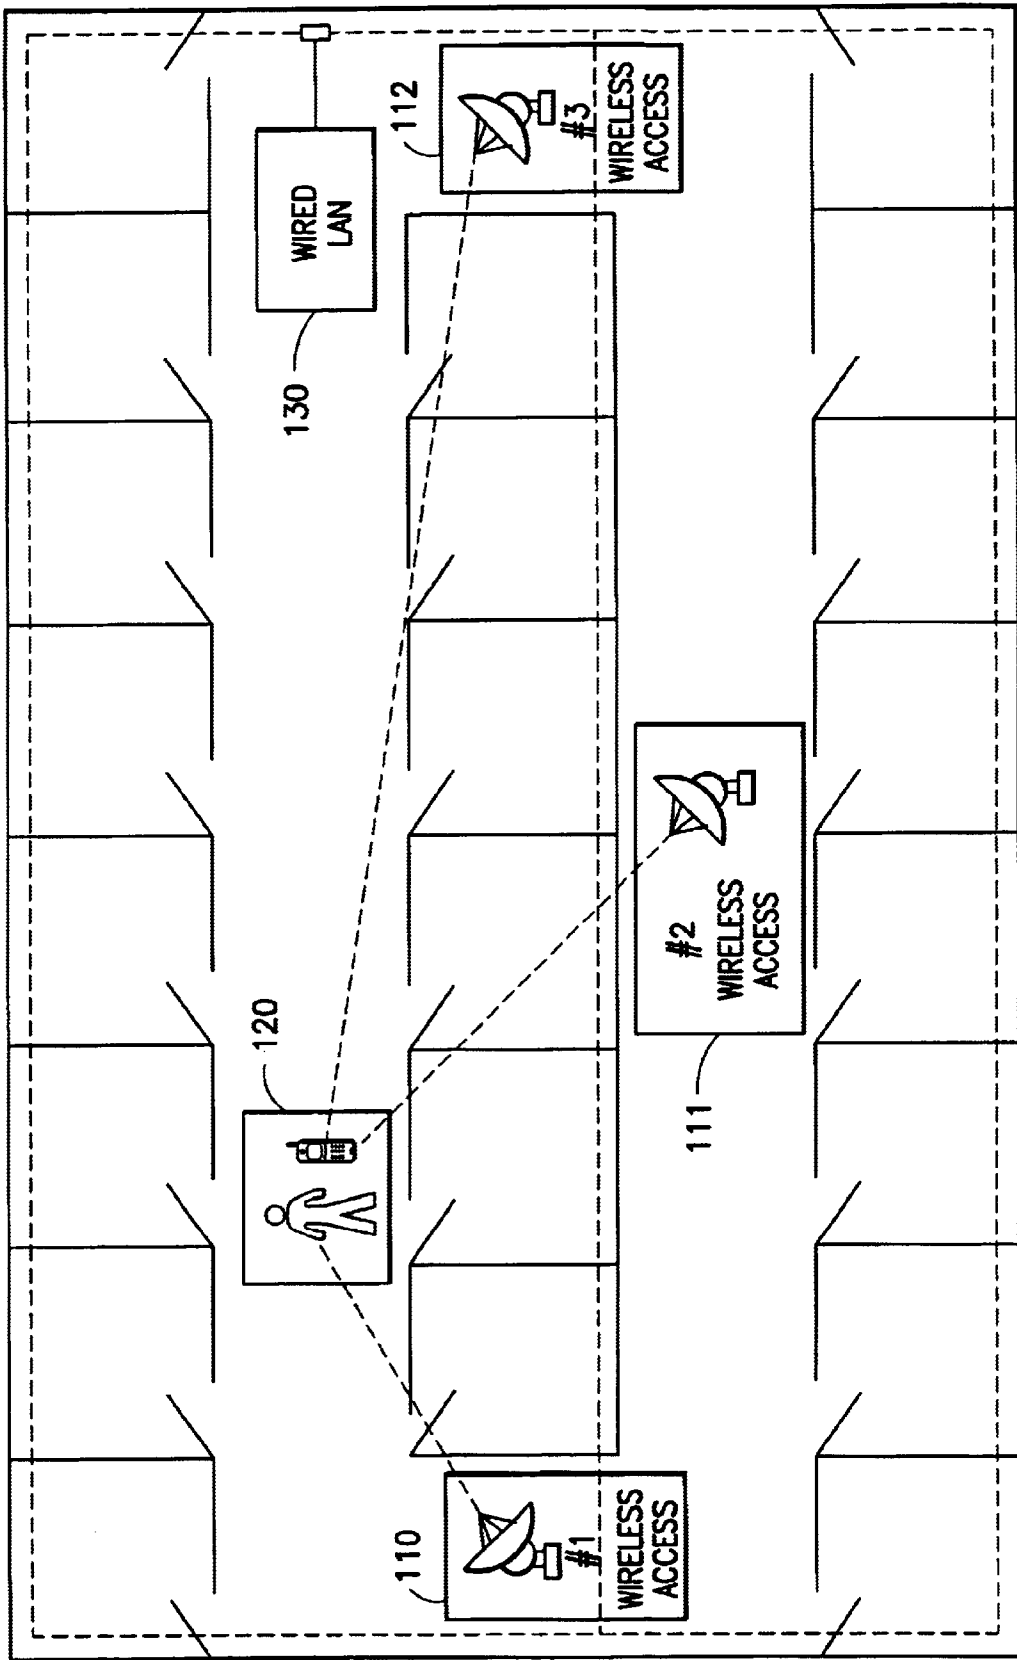 110
#1
WIRELESS
ACCESS
120
111
#2
WIRELESS
ACCESS
130
WIRED
LAN
112
#3
WIRELESS
ACCESS